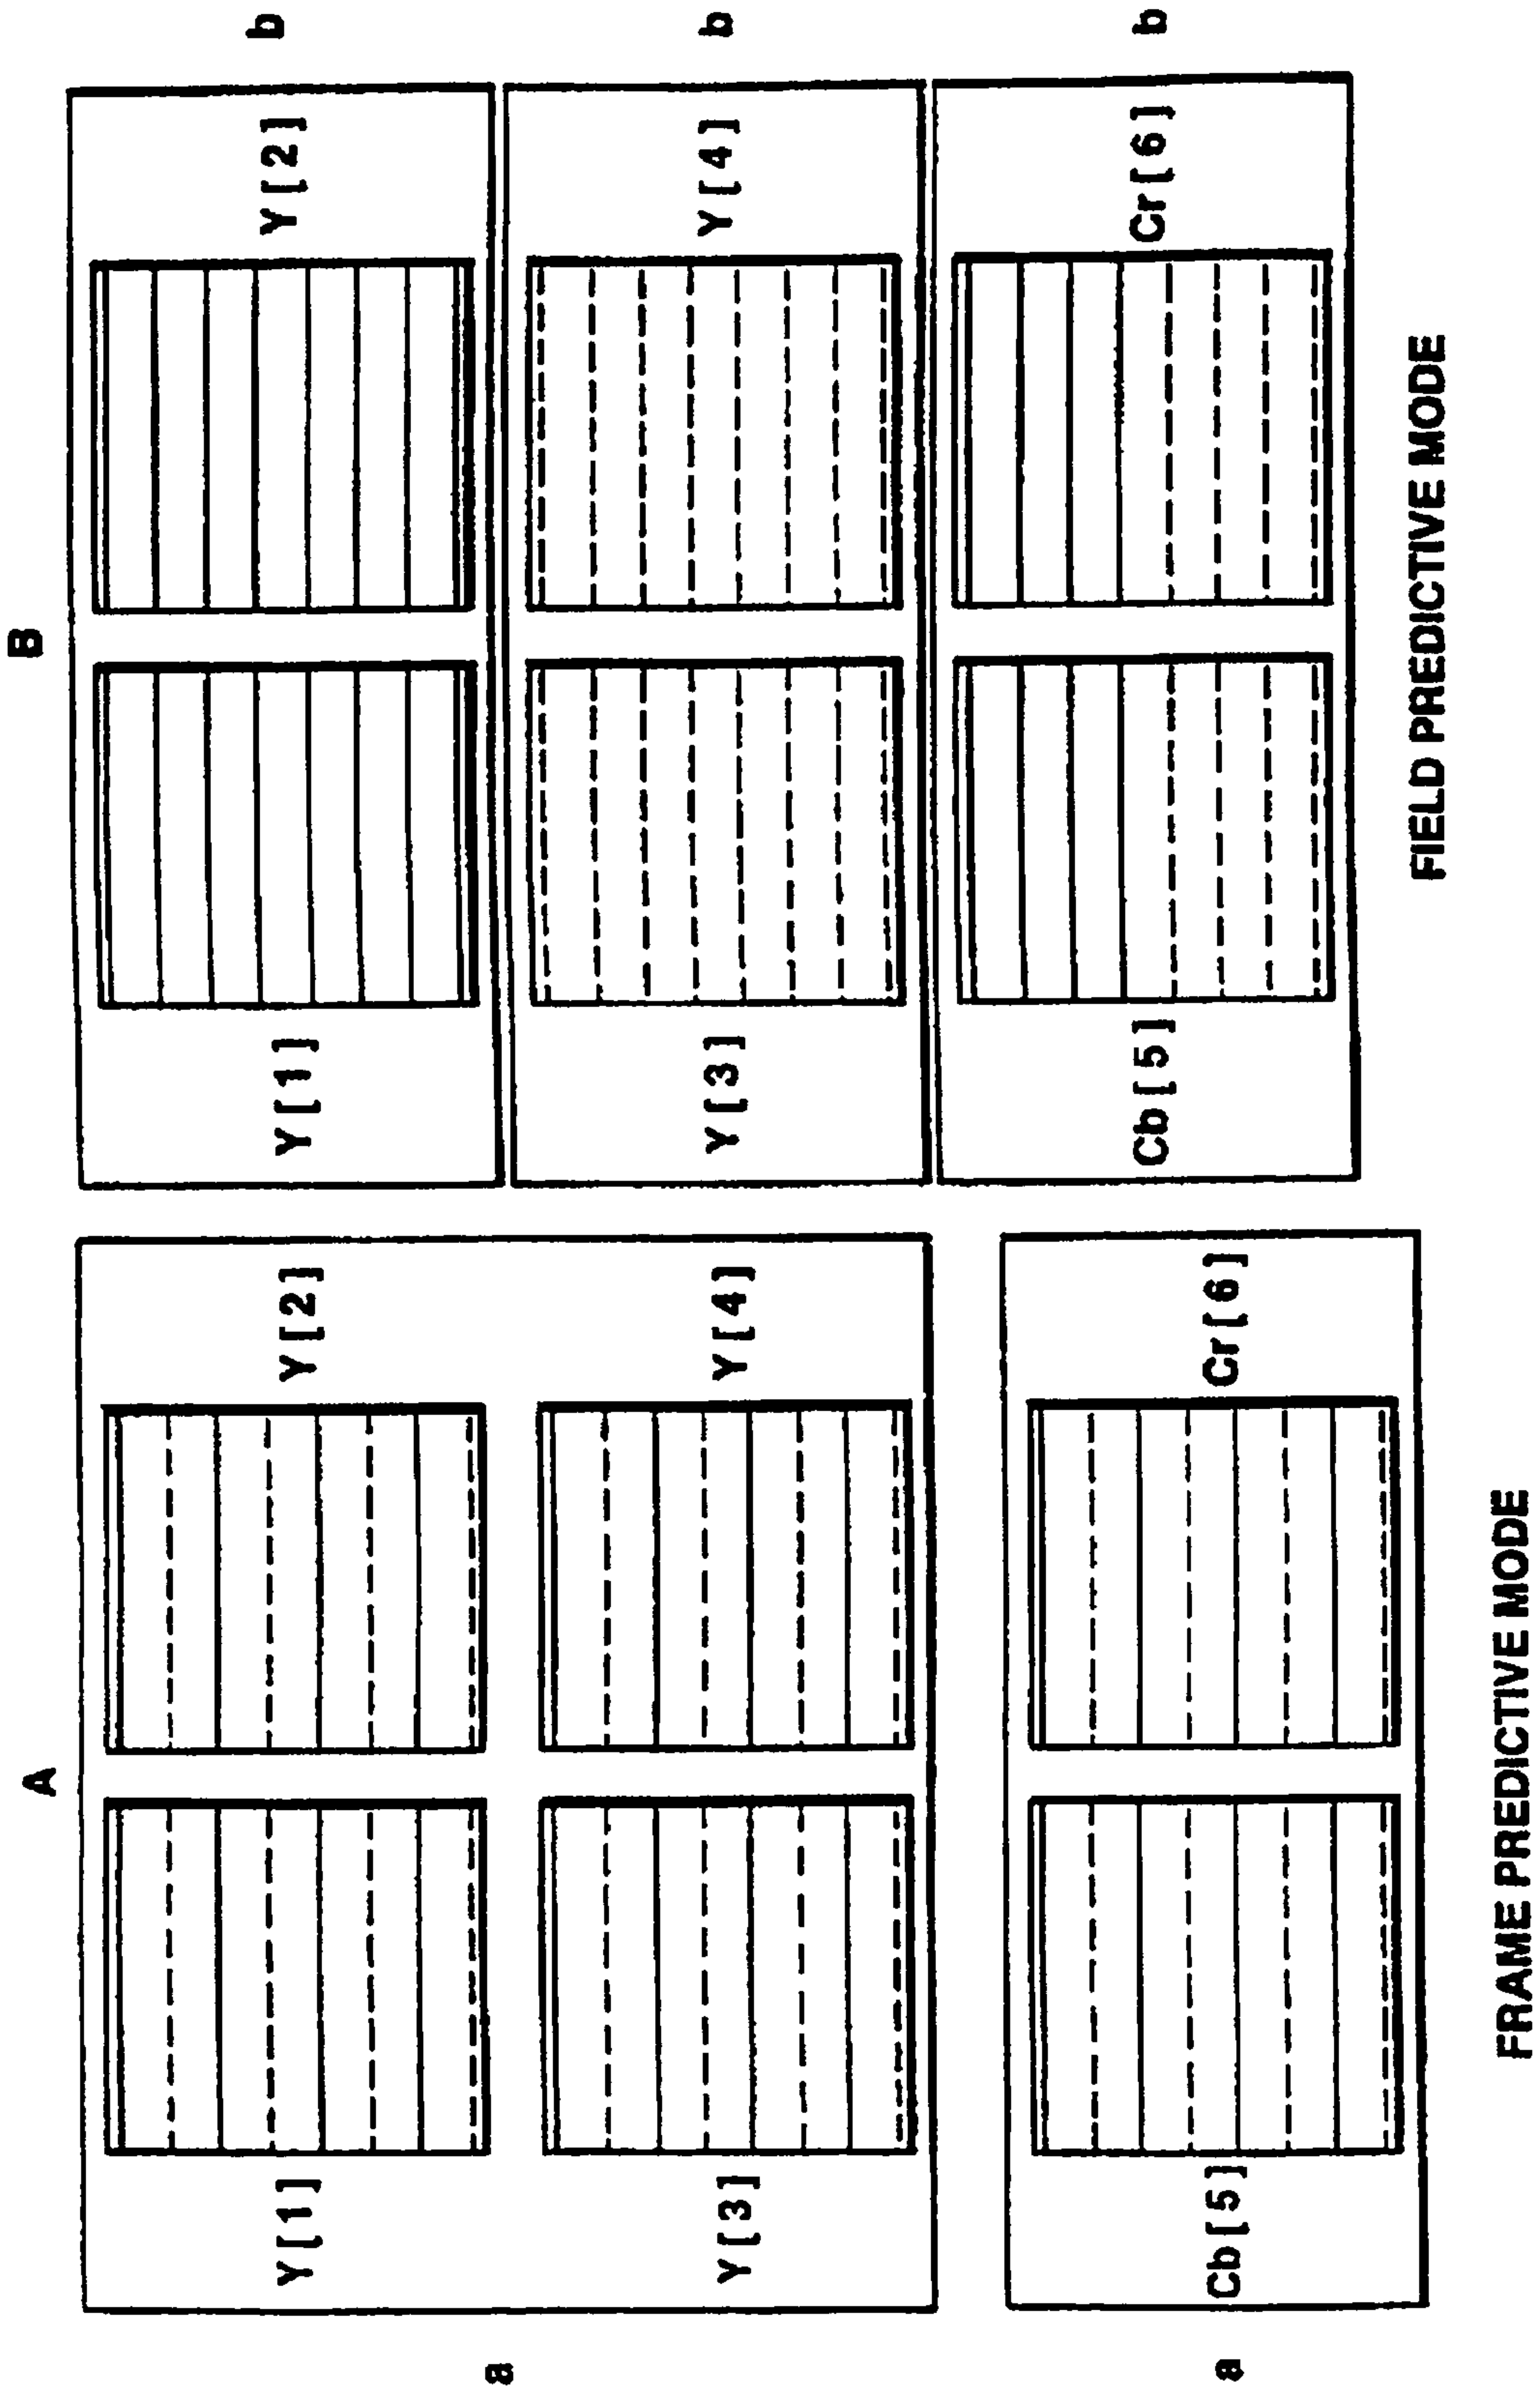 A
Y[1] Y[2]
a
Y[3] Y[4]
a Cb[5] Cr[6]
FRAME PREDICTIVE MODE
B
Y[1] Y[2] b
Y[3] Y[4] b
Cb[5] Cr[6] b
FIELD PREDICTIVE MODE